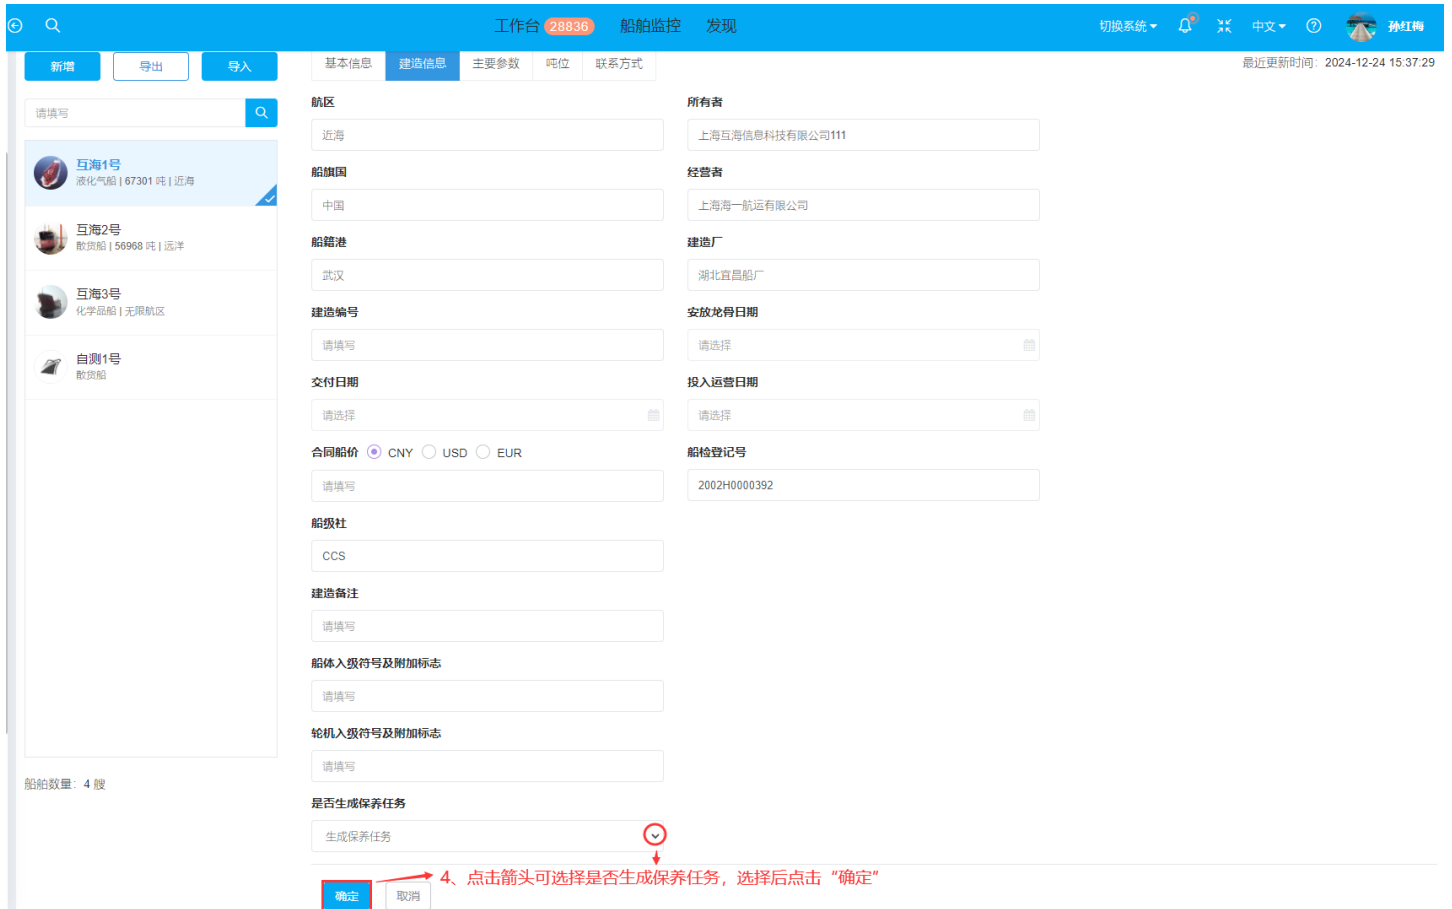 工作台 28836 船舶监控 发现 切换系统 中文 孙红梅
新增 导出 导入
基本信息 建造信息 主要参数 吨位 联系方式
最近更新时间：2024-12-24 15:37:29
请填写
互海1号
液化气船 | 67301 吨 | 近海
互海2号
散货船 | 56968 吨 | 远洋
互海3号
化学品船 | 无限航区
自测1号
散货船
船舶数量：4 艘
航区
近海
所有者
上海互海信息科技有限公司111
船旗国
中国
经营者
上海海一航运有限公司
船籍港
武汉
建造厂
湖北宜昌船厂
建造编号
请填写
安放龙骨日期
请选择
交付日期
请选择
投入运营日期
请选择
合同船价 CNY USD EUR
请填写
船检登记号
2002H0000392
船级社
CCS
建造备注
请填写
船体入级符号及附加标志
请填写
轮机入级符号及附加标志
请填写
是否生成保养任务
生成保养任务
4、点击箭头可选择是否生成保养任务，选择后点击“确定”
确定 取消